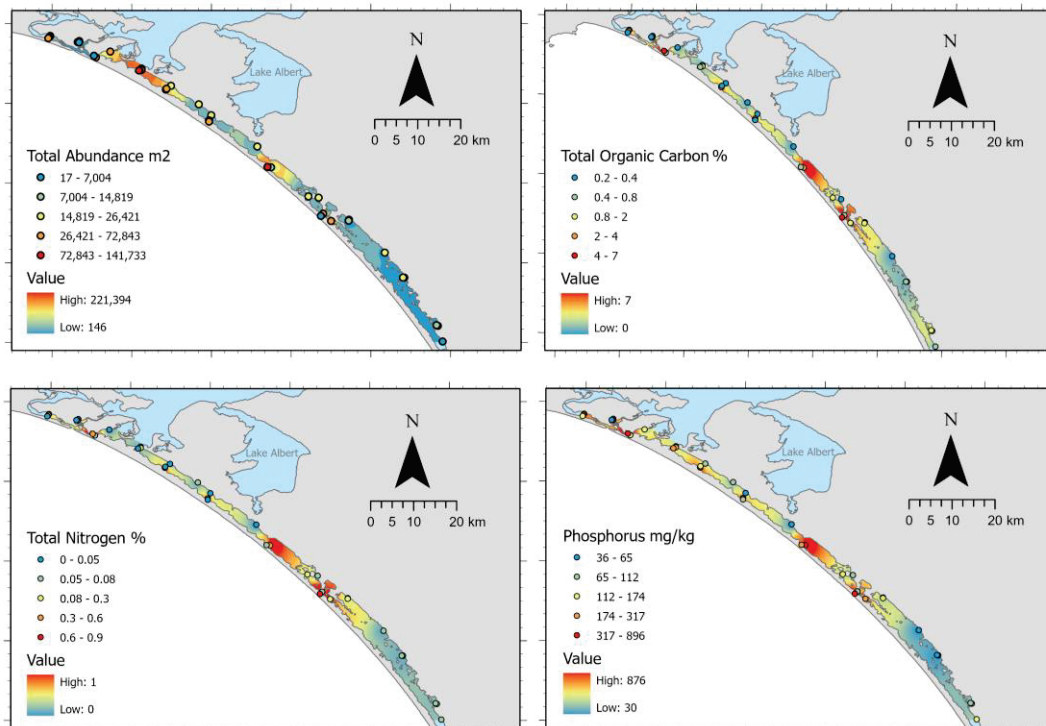 N
Lake Albert
0 5 10 20 km
Total Abundance m2
17 - 7,004
7,004 - 14,819
14,819 - 26,421
26,421 - 72,843
72,843 - 141,733
Value
High: 221,394
Low: 146
N
Lake Albert
0 5 10 20 km
Total Organic Carbon %
0.2 - 0.4
0.4 - 0.8
0.8 - 2
2 - 4
4 - 7
Value
High: 7
Low: 0
N
Lake Albert
0 5 10 20 km
Total Nitrogen %
0 - 0.05
0.05 - 0.08
0.08 - 0.3
0.3 - 0.6
0.6 - 0.9
Value
High: 1
Low: 0
N
Lake Albert
0 5 10 20 km
Phosphorus mg/kg
36 - 65
65 - 112
112 - 174
174 - 317
317 - 896
Value
High: 876
Low: 30